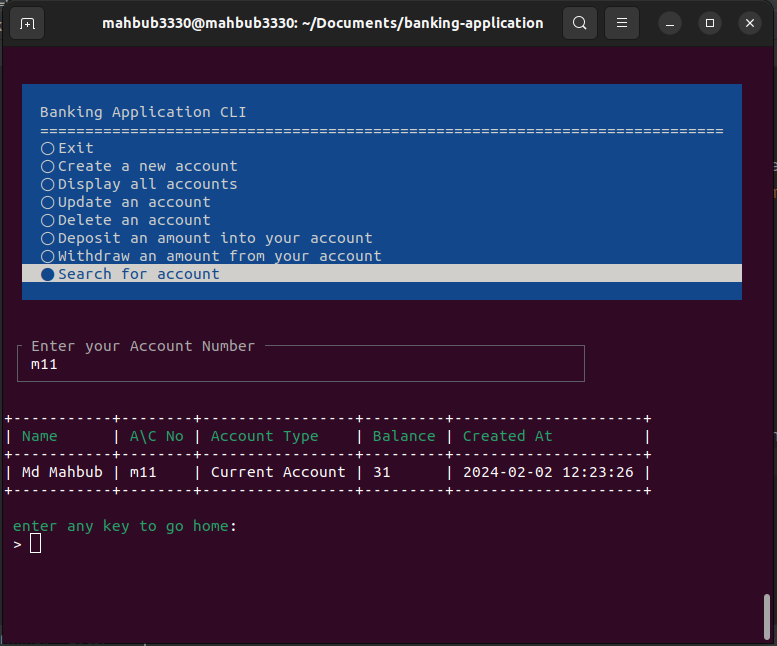 mahbub3330@mahbub3330: ~/Documents/banking-application
Banking Application CLI
============================================================================
Exit
Create a new account
Display all accounts
Update an account
Delete an account
Deposit an amount into your account
Withdraw an amount from your account
Search for account
Enter your Account Number
m11
+-----------+--------+-----------------+---------+---------------------+
| Name      | A\C No | Account Type    | Balance | Created At          |
+-----------+--------+-----------------+---------+---------------------+
| Md Mahbub | m11    | Current Account | 31      | 2024-02-02 12:23:26 |
+-----------+--------+-----------------+---------+---------------------+
enter any key to go home:
>